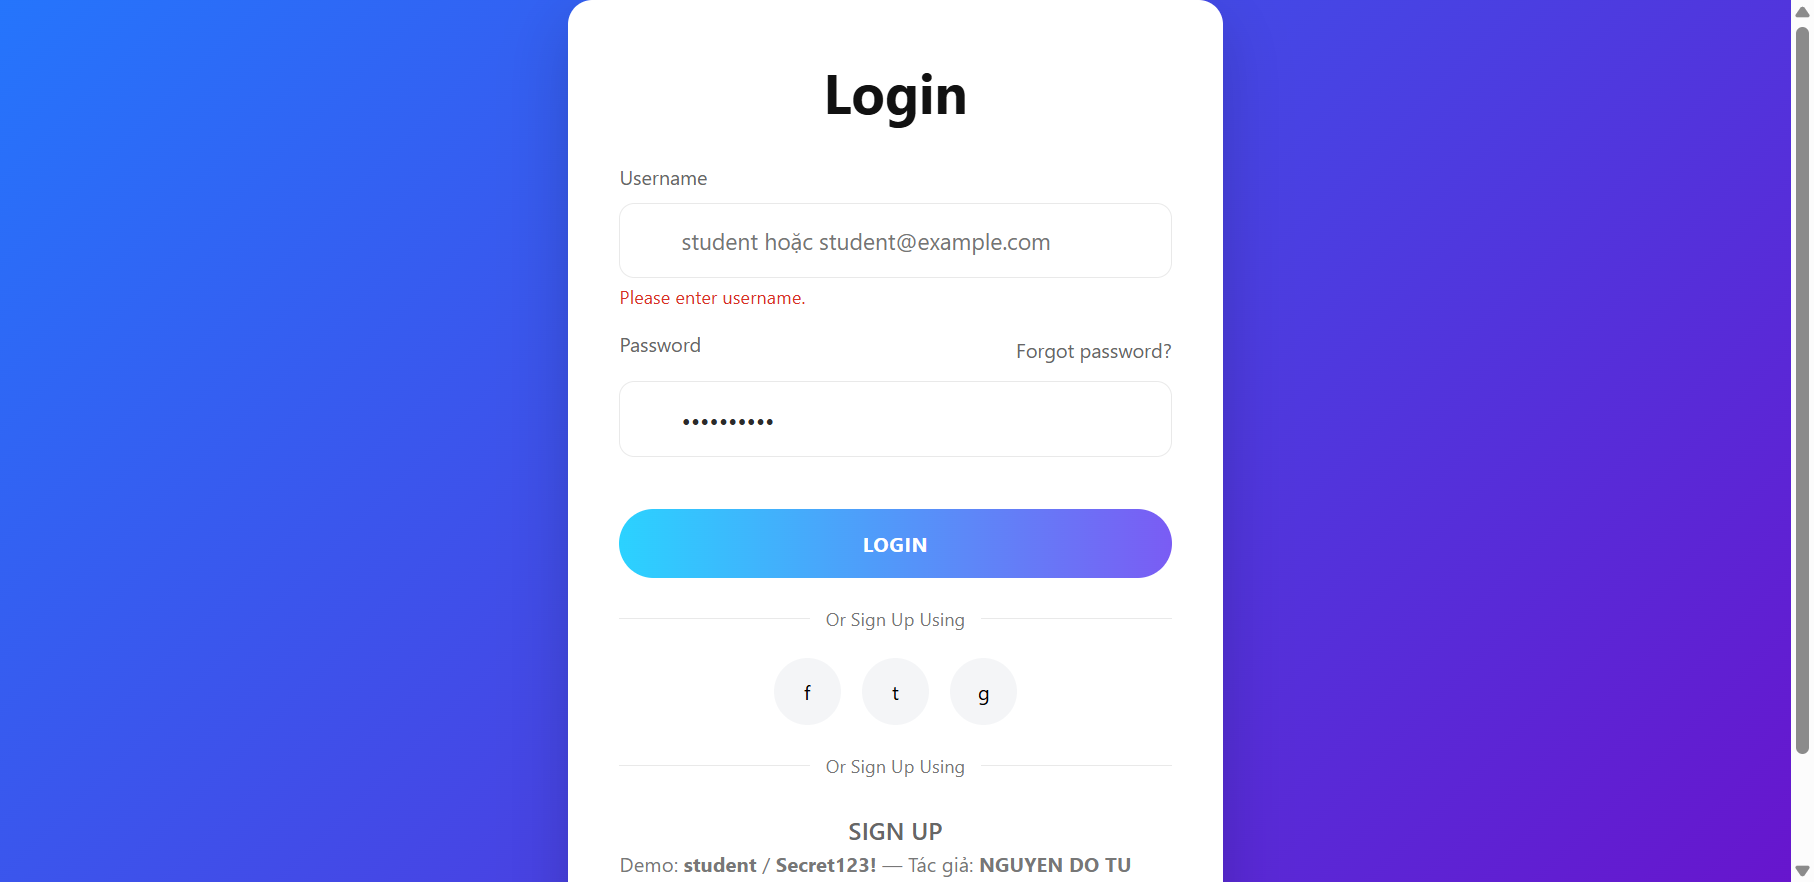 Login
Username
student hoặc student@example.com
Please enter username.
Password
Forgot password?
••••••••••
LOGIN
Or Sign Up Using
f t g
Or Sign Up Using
SIGN UP
Demo: student / Secret123! — Tác giả: NGUYEN DO TU